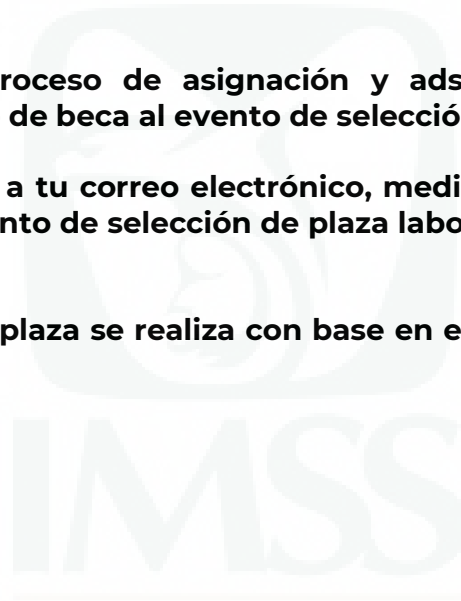 roceso de asignación y ads
de beca al evento de selecció
a tu correo electrónico, medi
nto de selección de plaza labo
plaza se realiza con base en e
IMSS